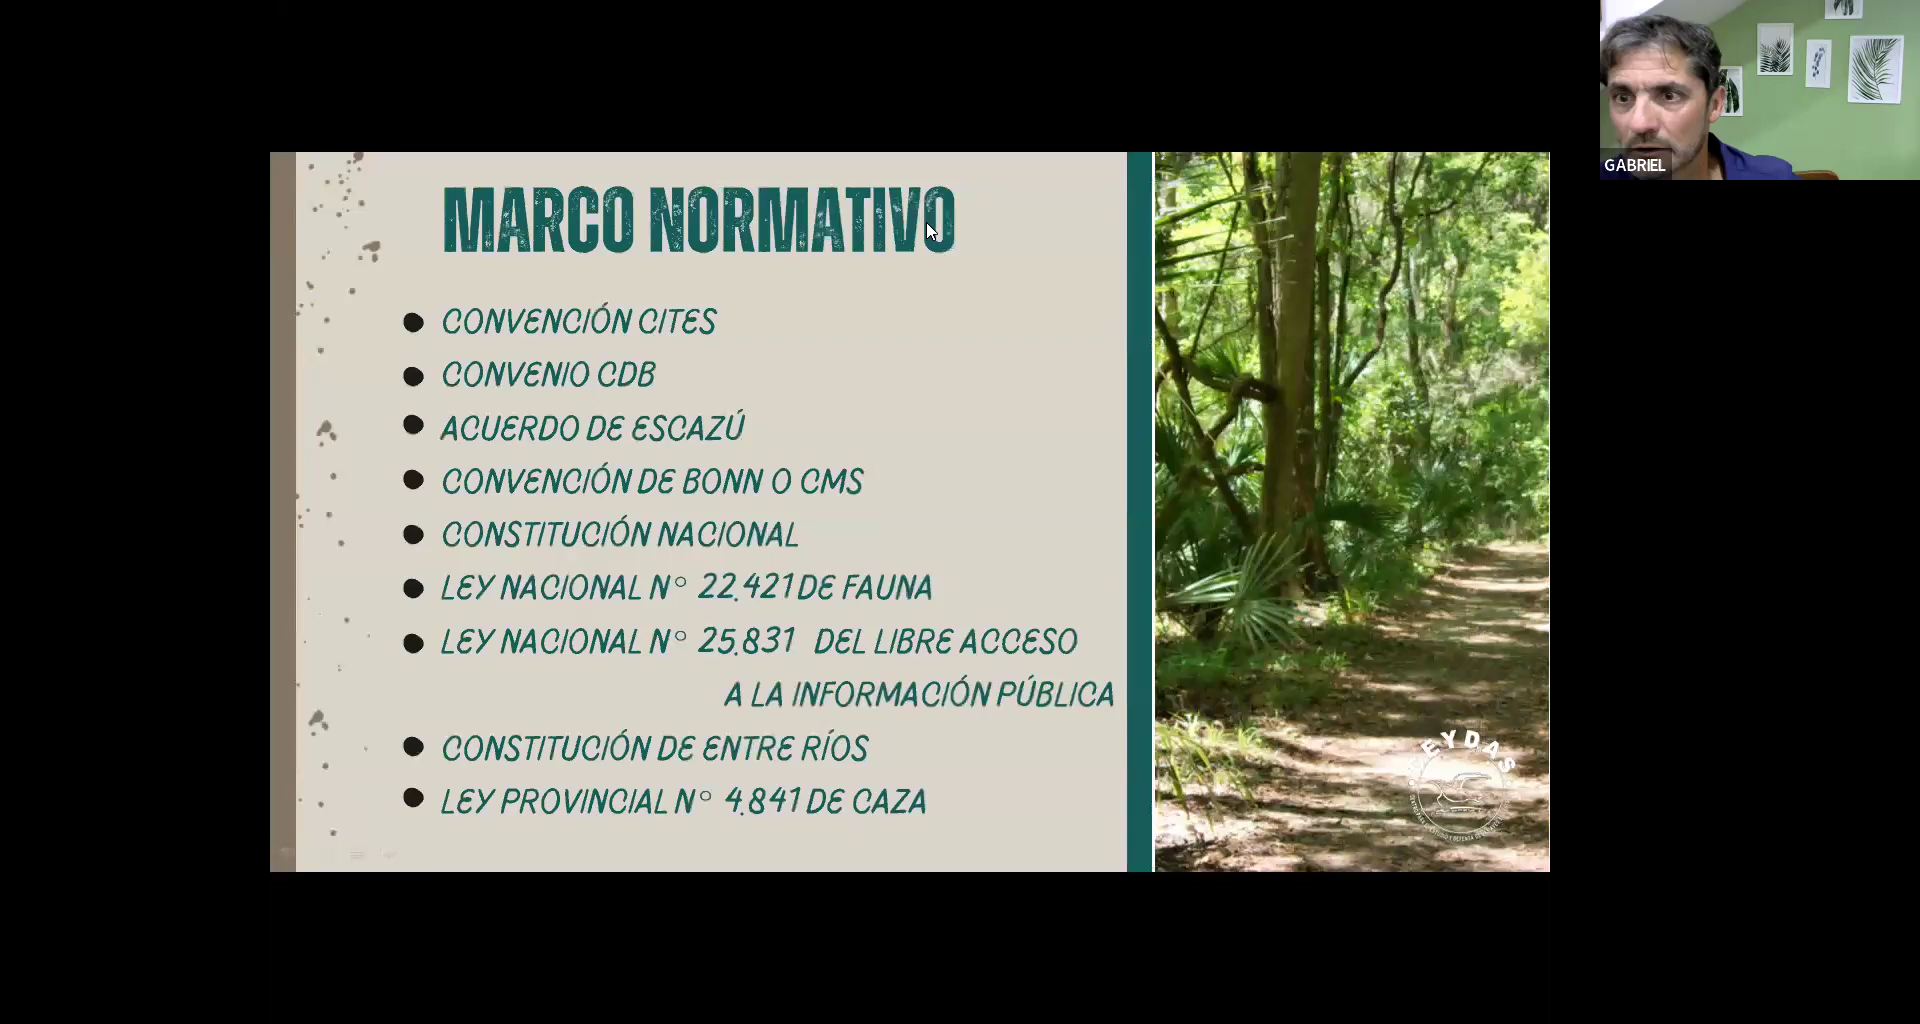 GABRIEL
MARCO NORMATIVO
CONVENCIÓN CITES
CONVENIO CDB
ACUERDO DE ESCAZÚ
CONVENCIÓN DE BONN O CMS
CONSTITUCIÓN NACIONAL
LEY NACIONAL N° 22.421 DE FAUNA
LEY NACIONAL N° 25.831 DEL LIBRE ACCESO
A LA INFORMACIÓN PÚBLICA
CONSTITUCIÓN DE ENTRE RÍOS
LEY PROVINCIAL N° 4.841 DE CAZA